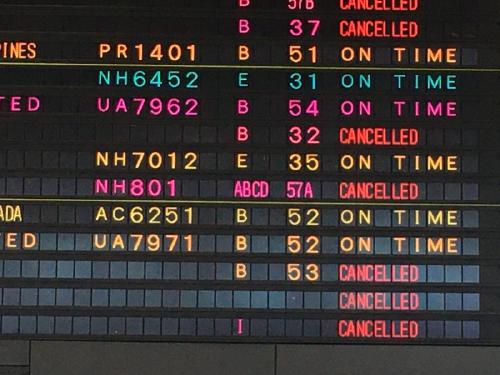 B 57B CANCELLED
B 37 CANCELLED
PINES PR1401 B 51 ON TIME
NH6452 E 31 ON TIME
TED UA7962 B 54 ON TIME
B 32 CANCELLED
NH7012 E 35 ON TIME
NH801 ABCD 57A CANCELLED
ADA AC6251 B 52 ON TIME
ED UA7971 B 52 ON TIME
B 53 CANCELLED
CANCELLED
I CANCELLED